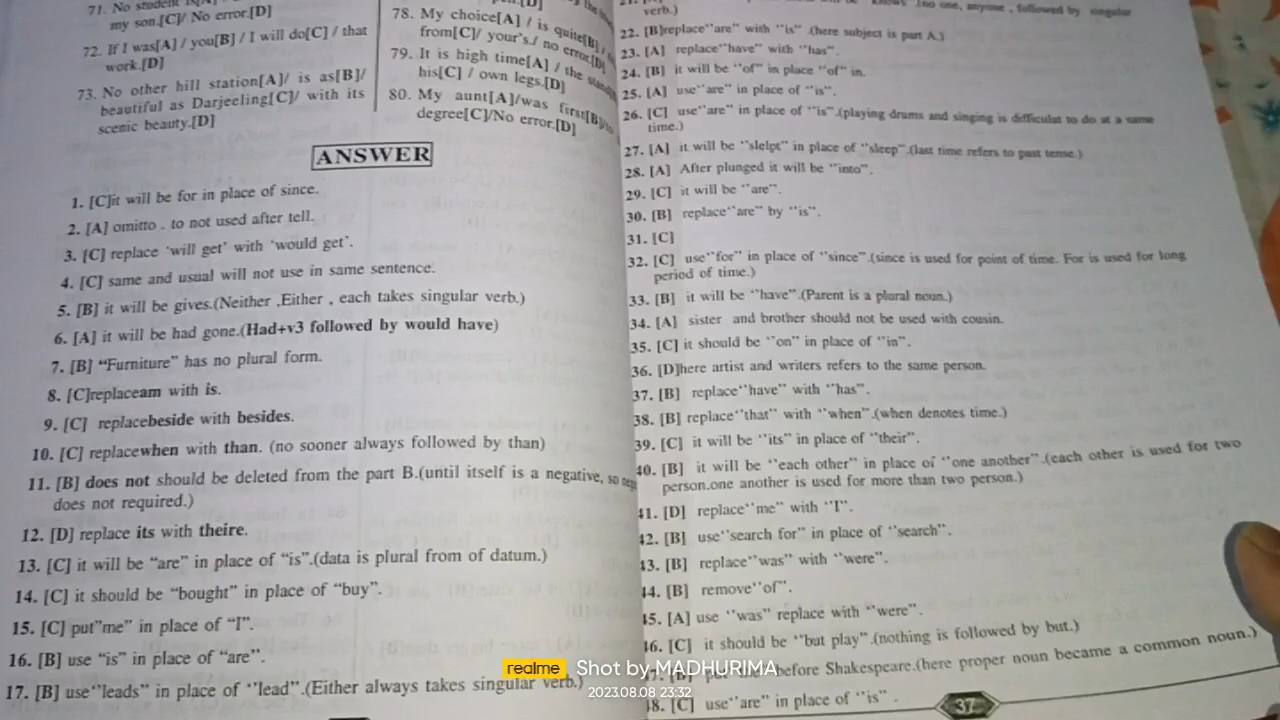 71. No student is[A]
my son.[C]/ No error.[D]
72. If I was[A] / you[B] / I will do[C] / that
work.[D]
73. No other hill station[A]/ is as[B]/
beautiful as Darjeeling[C]/ with its
scenic beauty.[D]
78. My choice[A] / is quite[B] /
from[C]/ your's./ no error.[D]
79. It is high time[A] / the
his[C] / own legs.[D]
80. My aunt[A]/was first[B]/
degree[C]/No error.[D]
ANSWER
1. [C]it will be for in place of since.
2. [A] omitto . to not used after tell.
3. [C] replace 'will get' with 'would get'.
4. [C] same and usual will not use in same sentence.
5. [B] it will be gives.(Neither ,Either , each takes singular verb.)
6. [A] it will be had gone.(Had+v3 followed by would have)
7. [B] "Furniture" has no plural form.
8. [C]replaceam with is.
9. [C] replacebeside with besides.
10. [C] replacewhen with than. (no sooner always followed by than)
11. [B] does not should be deleted from the part B.(until itself is a negative, so
does not required.)
12. [D] replace its with theire.
13. [C] it will be "are" in place of "is".(data is plural from of datum.)
14. [C] it should be "bought" in place of "buy".
15. [C] put"me" in place of "I".
16. [B] use "is" in place of "are".
17. [B] use"leads" in place of "lead".(Either always takes singular verb.)
no one, anyone , followed by singular
verb.)
22. [B]replace"are" with "is" .(here subject is part A.)
23. [A] replace"have" with "has".
24. [B] it will be "of" in place "of" in.
25. [A] use"are" in place of "is".
26. [C] use"are" in place of "is".(playing drums and singing is difficulat to do at a same
time.)
27. [A] it will be "slelpt" in place of "sleep".(last time refers to past tense.)
28. [A] After plunged it will be "into".
29. [C] it will be "are".
30. [B] replace"are" by "is".
31. [C]
32. [C] use"for" in place of "since".(since is used for point of time. For is used for long
period of time.)
33. [B] it will be "have".(Parent is a plural noun.)
34. [A] sister and brother should not be used with cousin.
35. [C] it should be "on" in place of "in".
36. [D]here artist and writers refers to the same person.
37. [B] replace"have" with "has".
38. [B] replace"that" with "when".(when denotes time.)
39. [C] it will be "its" in place of "their".
40. [B] it will be "each other" in place of "one another".(each other is used for two
person.one another is used for more than two person.)
41. [D] replace"me" with "I".
42. [B] use"search for" in place of "search".
43. [B] replace"was" with "were".
44. [B] remove"of".
45. [A] use "was" replace with "were".
46. [C] it should be "but play".(nothing is followed by but.)
before Shakespeare.(here proper noun became a common noun.)
48. [C] use"are" in place of "is".
37
realme Shot by MADHURIMA
2023.08.08 23:32